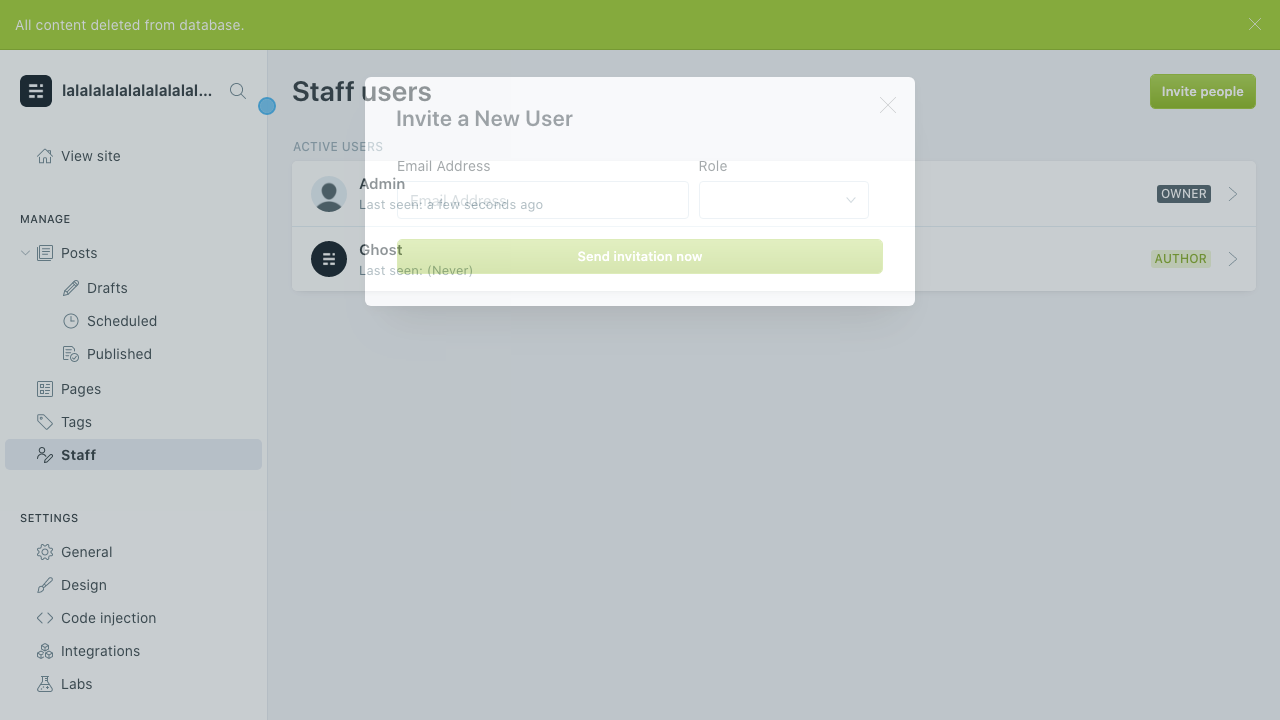 All content deleted from database.
lalalalalalalalalal...
View site
MANAGE
Posts
Drafts
Scheduled
Published
Pages
Tags
Staff
SETTINGS
General
Design
Code injection
Integrations
Labs
Staff users
Invite people
ACTIVE USERS
Admin
Last seen: a few seconds ago
OWNER
Ghost
Last seen: (Never)
AUTHOR
Invite a New User
Email Address
Role
Email Address
Send invitation now